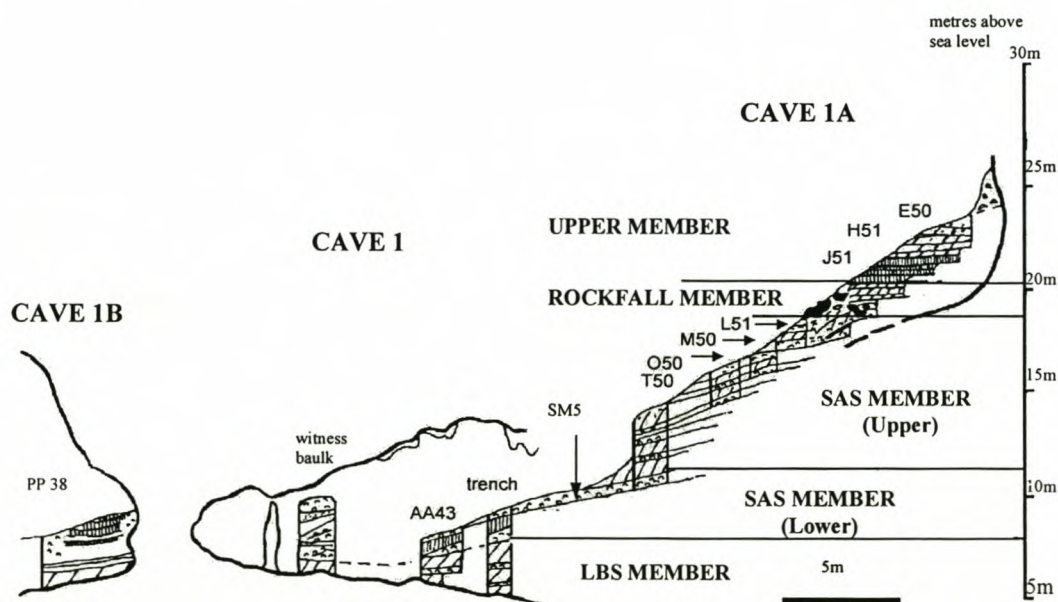 metres above
sea level
30m
CAVE 1A
25m
E50
UPPER MEMBER
H51
CAVE 1
J51
20m
ROCKFALL MEMBER
CAVE 1B
L51
M50
O50
15m
T50
SAS MEMBER
(Upper)
SM5
witness
baulk
PP 38
trench
10m
SAS MEMBER
(Lower)
AA43
LBS MEMBER
5m
5m